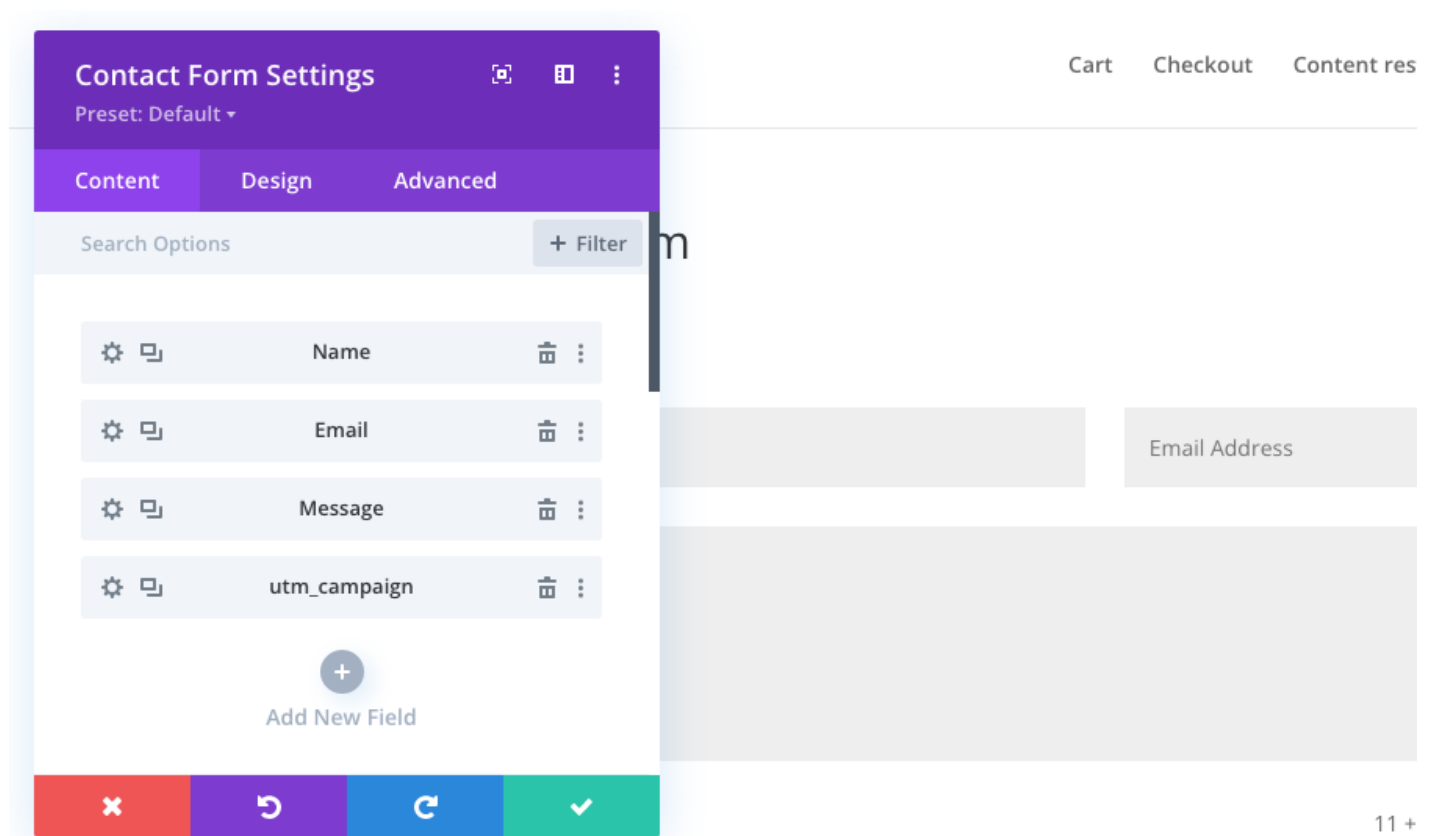 Contact Form Settings
Preset: Default
Content Design Advanced
Search Options
+ Filter
Name
Email
Message
utm_campaign
Add New Field
Cart Checkout Content res
m
Email Address
11 +